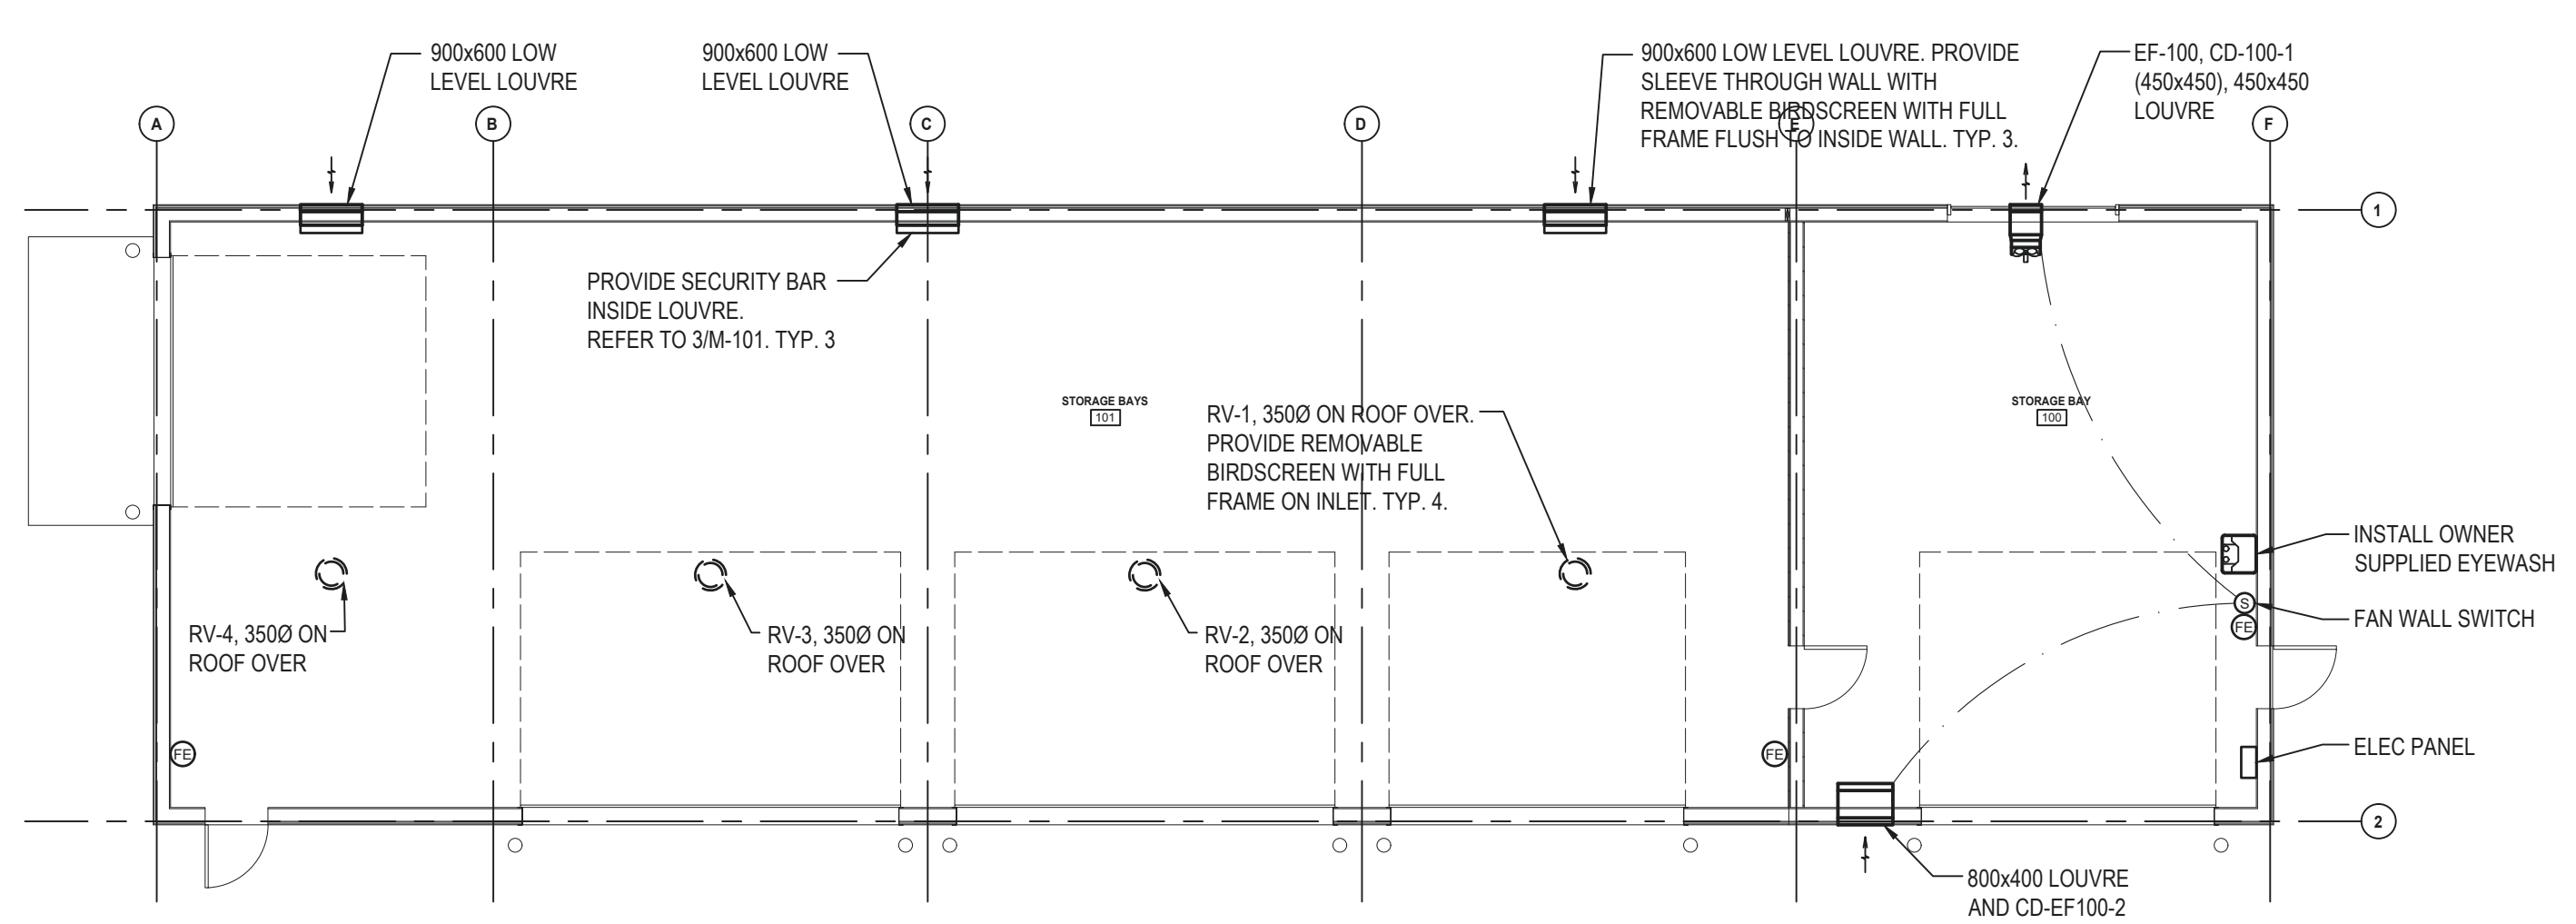 900x600 LOW
LEVEL LOUVRE
900x600 LOW
LEVEL LOUVRE
900x600 LOW LEVEL LOUVRE. PROVIDE
SLEEVE THROUGH WALL WITH
REMOVABLE BIRDSCREEN WITH FULL
FRAME FLUSH TO INSIDE WALL. TYP. 3.
EF-100, CD-100-1
(450x450), 450x450
LOUVRE
A
B
C
D
E
F
1
PROVIDE SECURITY BAR
INSIDE LOUVRE.
REFER TO 3/M-101. TYP. 3
STORAGE BAYS
101
RV-1, 350Ø ON ROOF OVER.
PROVIDE REMOVABLE
BIRDSCREEN WITH FULL
FRAME ON INLET. TYP. 4.
STORAGE BAY
100
INSTALL OWNER
SUPPLIED EYEWASH
S
FAN WALL SWITCH
FE
RV-4, 350Ø ON
ROOF OVER
RV-3, 350Ø ON
ROOF OVER
RV-2, 350Ø ON
ROOF OVER
FE
FE
ELEC PANEL
2
800x400 LOUVRE
AND CD-EF100-2